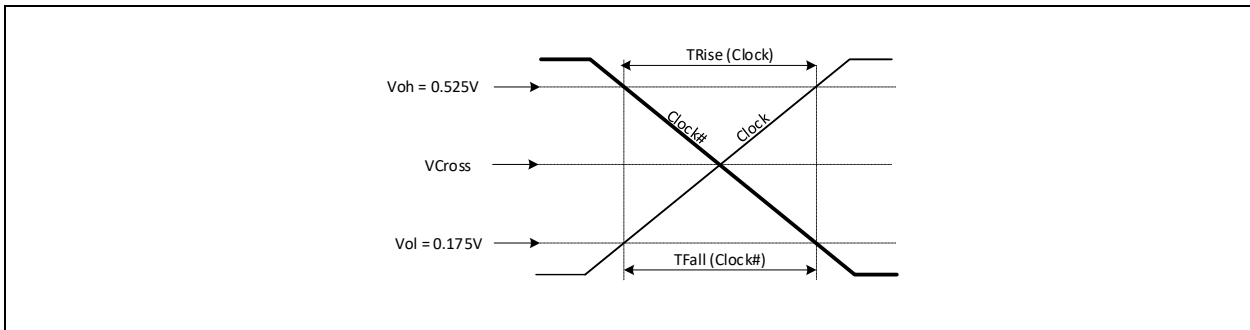 TRise (Clock)
Voh = 0.525V
Clock#
Clock
VCross
Vol = 0.175V
TFall (Clock#)